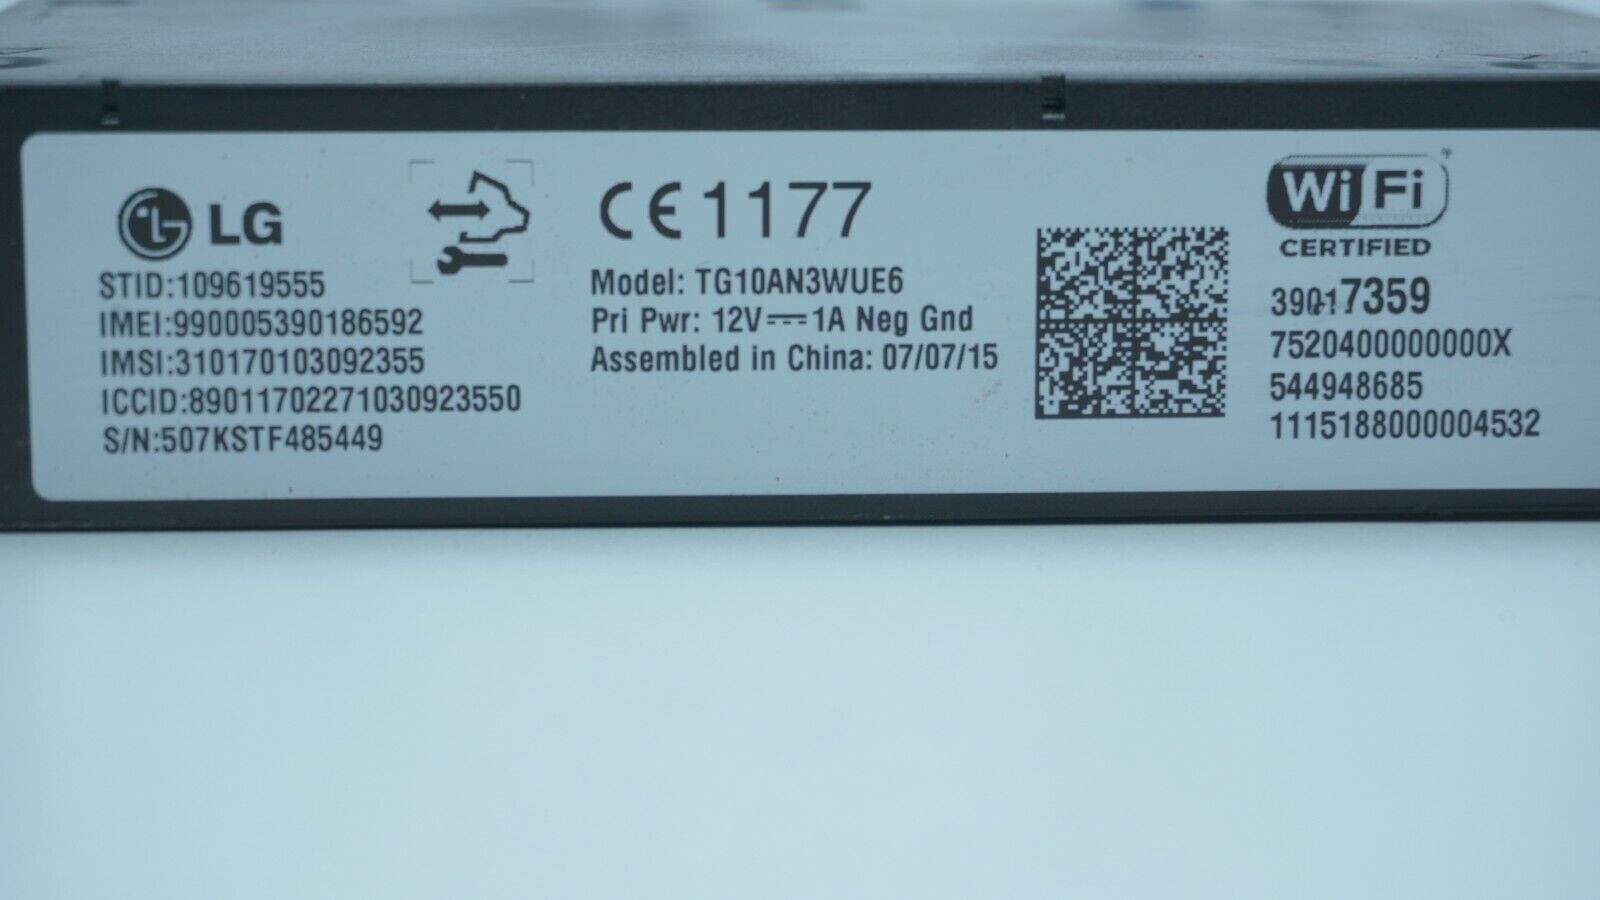 LG
STID:109619555
IMEI:990005390186592
IMSI:310170103092355
ICCID:89011702271030923550
S/N:507KSTF485449
CE1177
Model: TG10AN3WUE6
Pri Pwr: 12V⎓1A Neg Gnd
Assembled in China: 07/07/15
WiFi
CERTIFIED
39017359
7520400000000X
544948685
1115188000004532